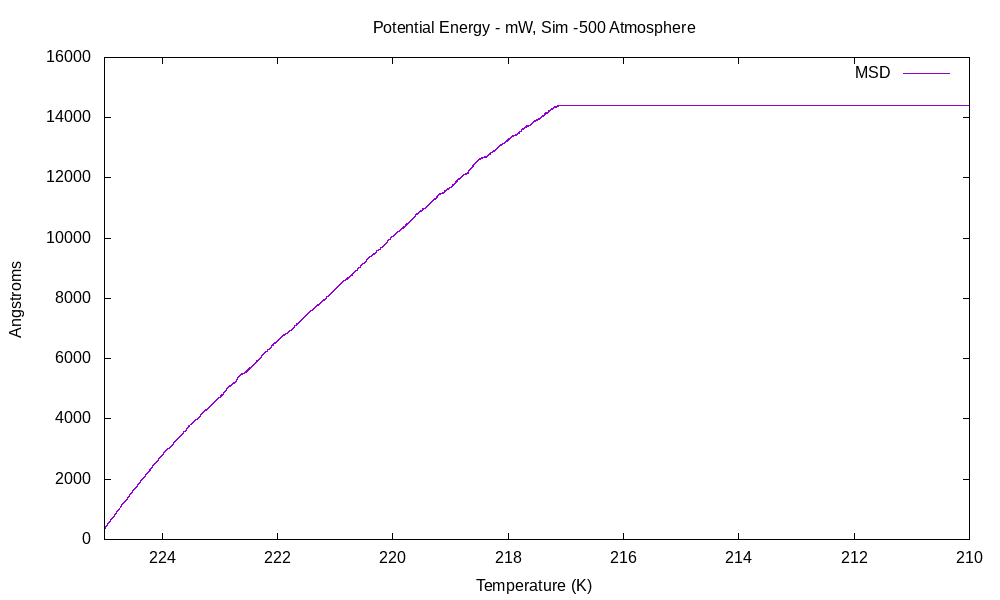 Potential Energy - mW, Sim -500 Atmosphere
16000
14000
12000
10000
8000
6000
4000
2000
0
Angstroms
MSD
224 222 220 218 216 214 212 210
Temperature (K)